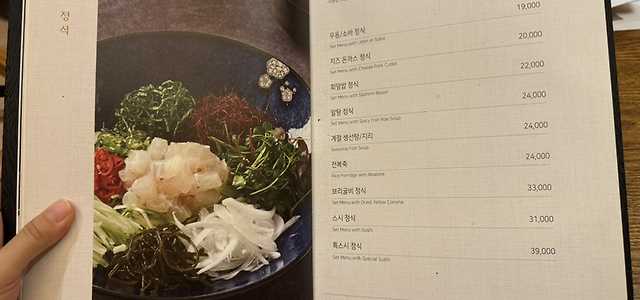 정식
우동/소바 정식 19,000
Set Menu with Udon or Soba
치즈 돈까스 정식 20,000
Set Menu with Cheese Pork Cutlet
회덮밥 정식 22,000
Set Menu with Sashimi
알탕 정식 24,000
Set Menu with Spicy Fish Roe Soup
계절 생선탕/지리 24,000
Seasonal Fish Soup
전복죽 24,000
Rice Porridge with Abalone
보리굴비 정식 33,000
Set Menu with Dried Yellow Corvina
스시 정식 31,000
Set Menu with Sushi
특스시 정식 39,000
Set Menu with Special Sushi